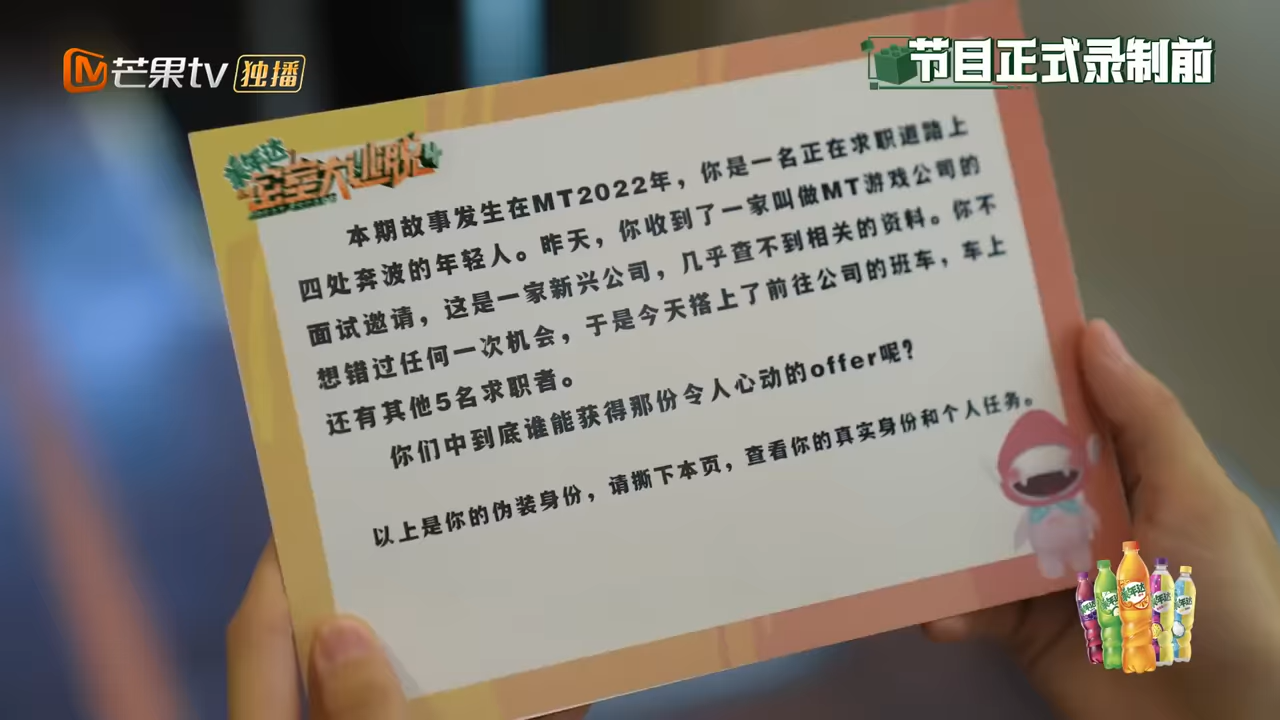 芒果tv 独播
节目正式录制前
美年达
密室大逃脱
本期故事发生在MT2022年，你是一名正在求职道路上
四处奔波的年轻人。昨天，你收到了一家叫做MT游戏公司的
面试邀请，这是一家新兴公司，几乎查不到相关的资料。你不
想错过任何一次机会，于是今天搭上了前往公司的班车，车上
还有其他5名求职者。
你们中到底谁能获得那份令人心动的offer呢？
以上是你的伪装身份，请撕下本页，查看你的真实身份和个人任务。
美年达